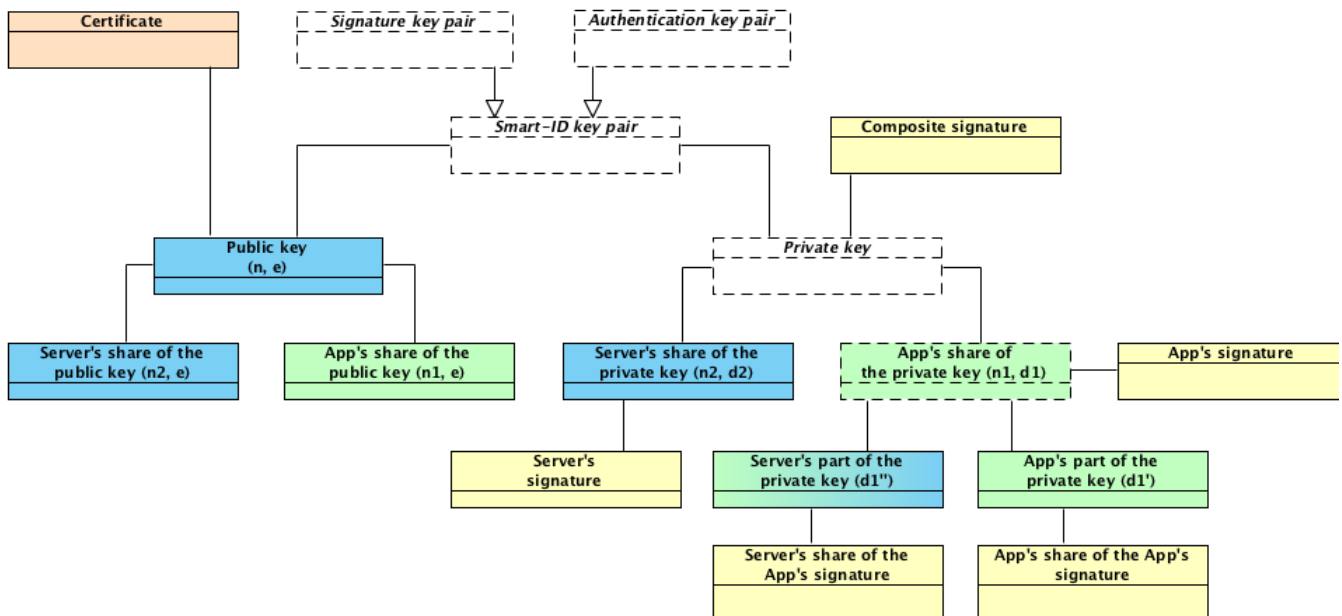 Certificate
Signature key pair
Authentication key pair
Smart-ID key pair
Composite signature
Public key
(n, e)
Private key
Server's share of the
public key (n2, e)
App's share of the
public key (n1, e)
Server's share of the
private key (n2, d2)
App's share of
the private key (n1, d1)
App's signature
Server's
signature
Server's part of the
private key (d1'')
App's part of the
private key (d1')
Server's share of the
App's signature
App's share of the App's
signature